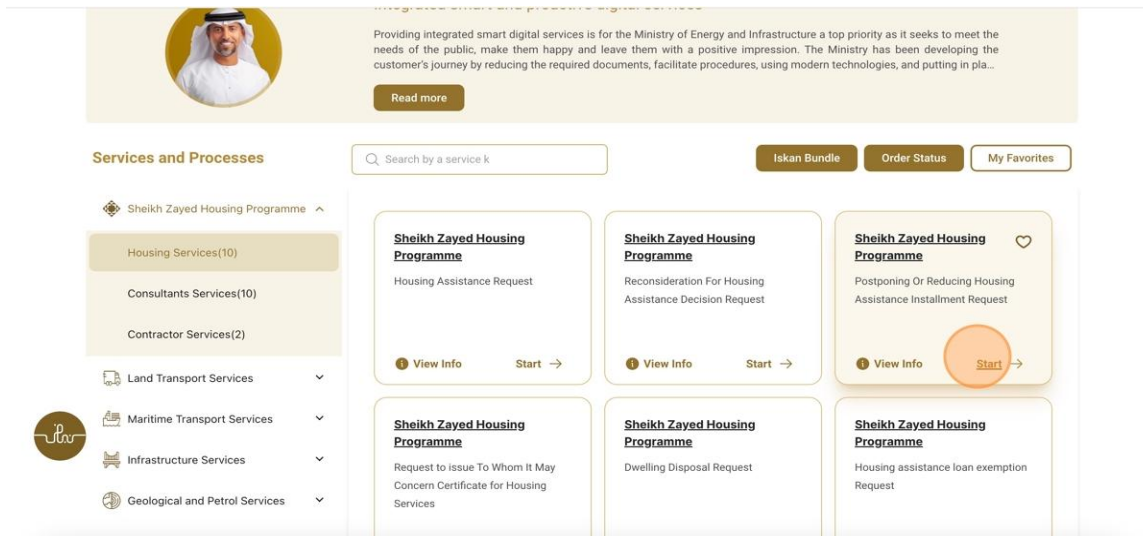 Integrated smart and proactive digital services
Providing integrated smart digital services is for the Ministry of Energy and Infrastructure a top priority as it seeks to meet the
needs of the public, make them happy and leave them with a positive impression. The Ministry has been developing the
customer's journey by reducing the required documents, facilitate procedures, using modern technologies, and putting in pla...
Read more
Services and Processes
Search by a service k
Iskan Bundle
Order Status
My Favorites
Sheikh Zayed Housing Programme
Housing Services(10)
Consultants Services(10)
Contractor Services(2)
Land Transport Services
Maritime Transport Services
Infrastructure Services
Geological and Petrol Services
Sheikh Zayed Housing
Programme
Housing Assistance Request
View Info
Start →
Sheikh Zayed Housing
Programme
Reconsideration For Housing
Assistance Decision Request
View Info
Start →
Sheikh Zayed Housing
Programme
Postponing Or Reducing Housing
Assistance Installment Request
View Info
Start →
Sheikh Zayed Housing
Programme
Request to issue To Whom It May
Concern Certificate for Housing
Services
Sheikh Zayed Housing
Programme
Dwelling Disposal Request
Sheikh Zayed Housing
Programme
Housing assistance loan exemption
Request